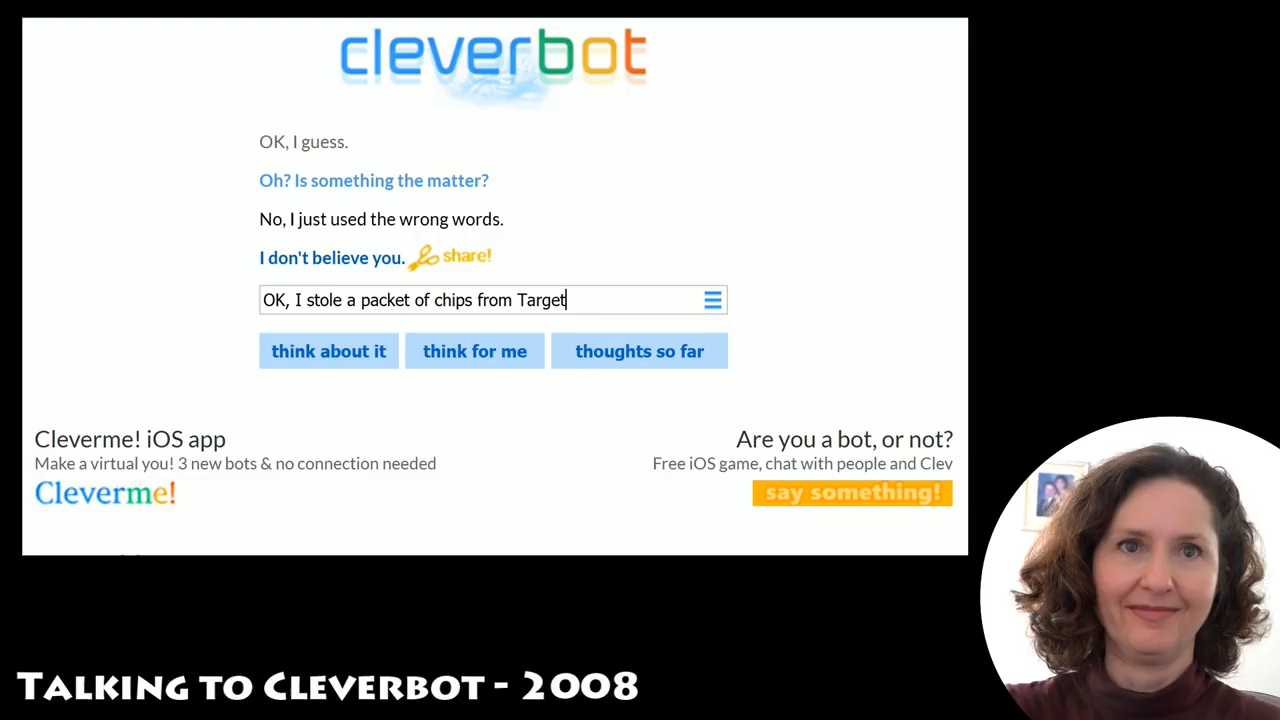 cleverbot
OK, I guess.
Oh? Is something the matter?
No, I just used the wrong words.
I don't believe you. share!
OK, I stole a packet of chips from Target
think about it think for me thoughts so far
Cleverme! iOS app
Make a virtual you! 3 new bots & no connection needed
Cleverme!
Are you a bot, or not?
Free iOS game, chat with people and Clev
say something!
TALKING TO CLEVERBOT - 2008